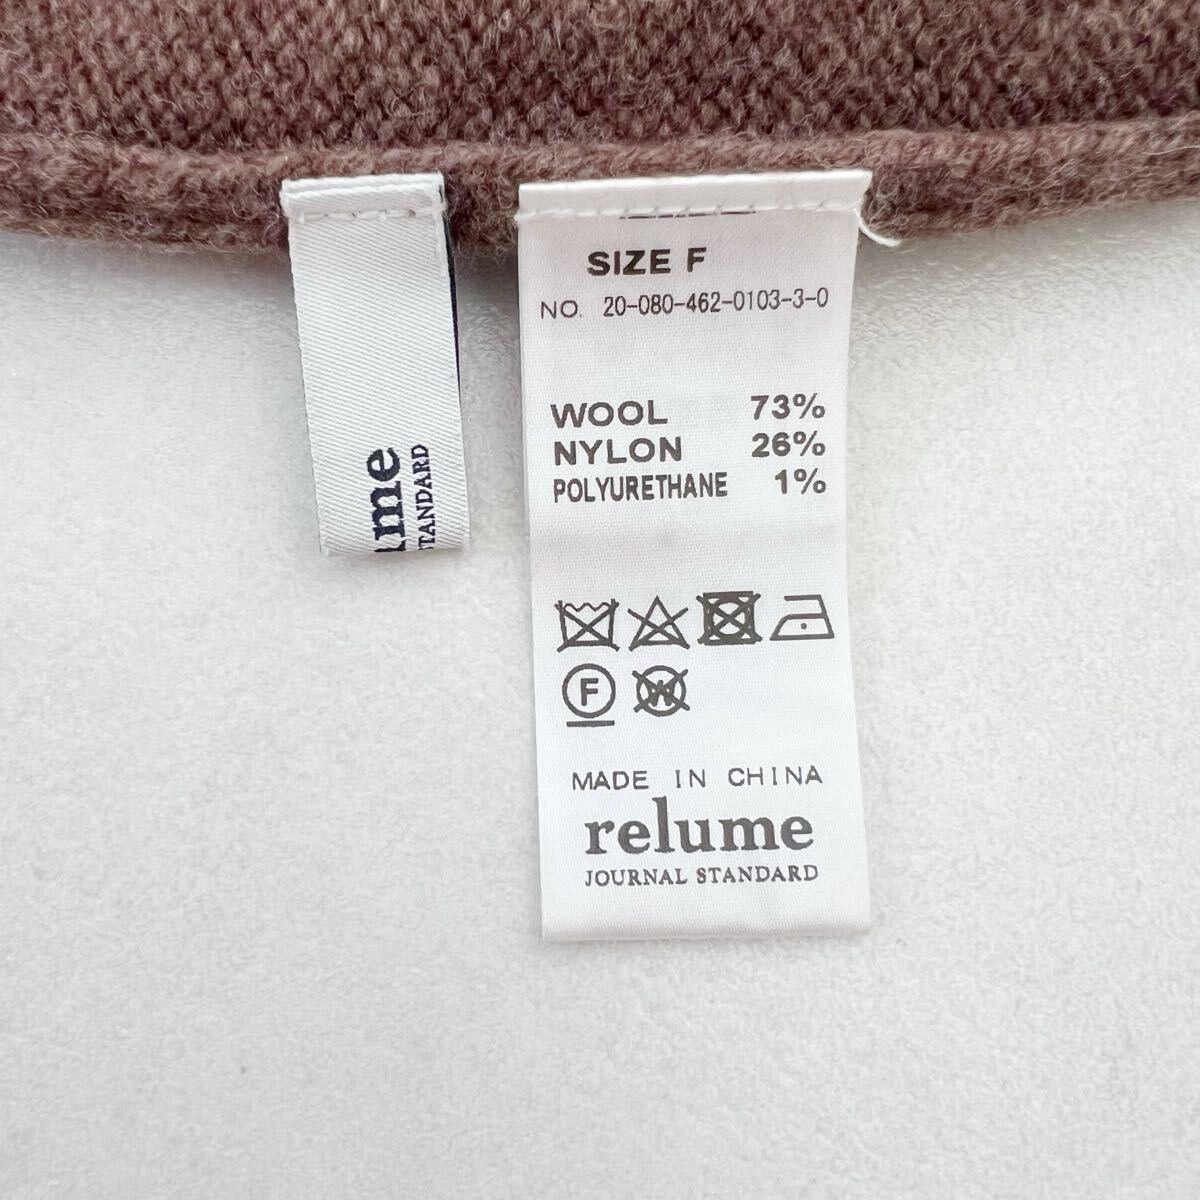 SIZE F
NO. 20-080-462-0103-3-0
WOOL 73%
NYLON 26%
POLYURETHANE 1%
F
W
MADE IN CHINA
relume
JOURNAL STANDARD
me
STANDARD